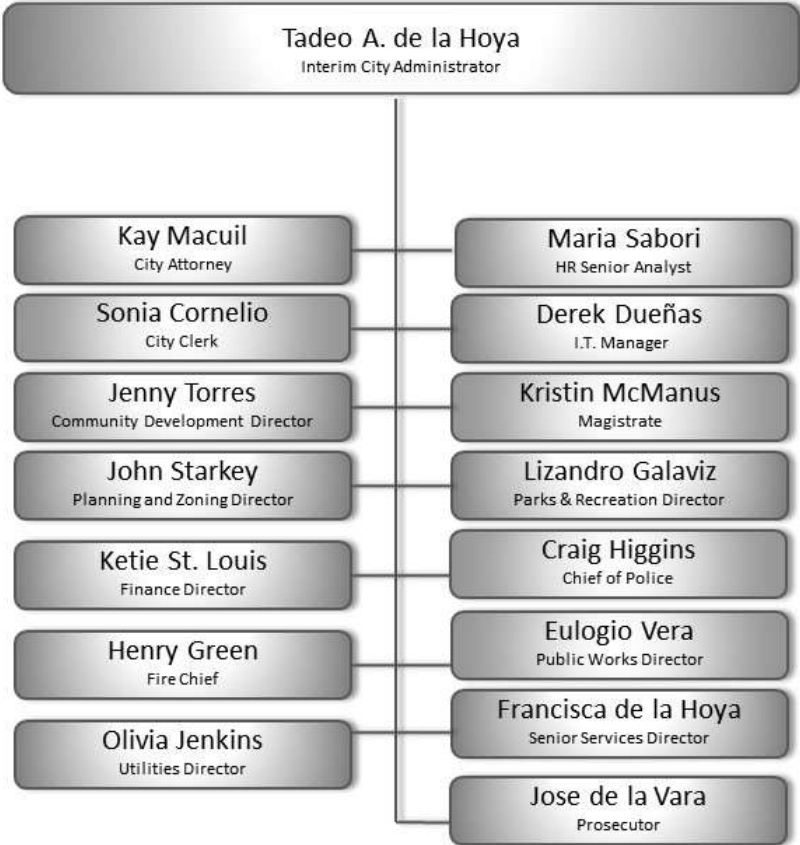 Tadeo A. de la Hoya
Interim City Administrator
Kay Macuil
City Attorney
Maria Sabori
HR Senior Analyst
Sonia Cornelio
City Clerk
Derek Dueñas
I.T. Manager
Jenny Torres
Community Development Director
Kristin McManus
Magistrate
John Starkey
Planning and Zoning Director
Lizandro Galaviz
Parks & Recreation Director
Ketie St. Louis
Finance Director
Craig Higgins
Chief of Police
Henry Green
Fire Chief
Eulogio Vera
Public Works Director
Olivia Jenkins
Utilities Director
Francisca de la Hoya
Senior Services Director
Jose de la Vara
Prosecutor